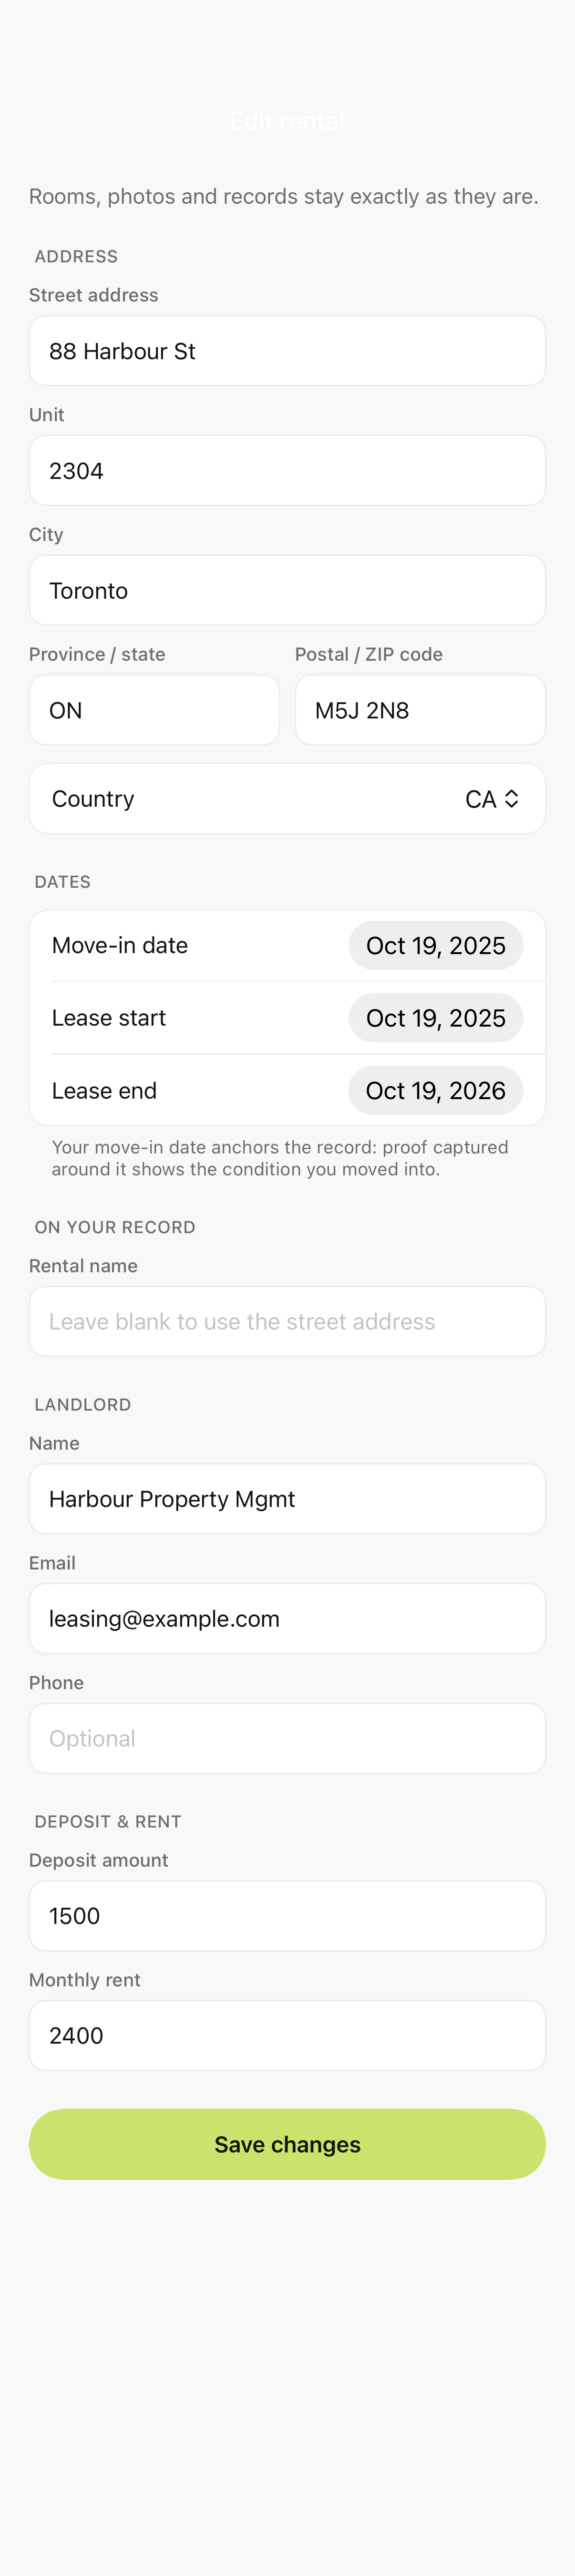 Edit rental
Rooms, photos and records stay exactly as they are.
ADDRESS
Street address
88 Harbour St
Unit
2304
City
Toronto
Province / state
Postal / ZIP code
ON
M5J 2N8
Country
CA
DATES
Move-in date
Oct 19, 2025
Lease start
Oct 19, 2025
Lease end
Oct 19, 2026
Your move-in date anchors the record: proof captured
around it shows the condition you moved into.
ON YOUR RECORD
Rental name
Leave blank to use the street address
LANDLORD
Name
Harbour Property Mgmt
Email
leasing@example.com
Phone
Optional
DEPOSIT & RENT
Deposit amount
1500
Monthly rent
2400
Save changes